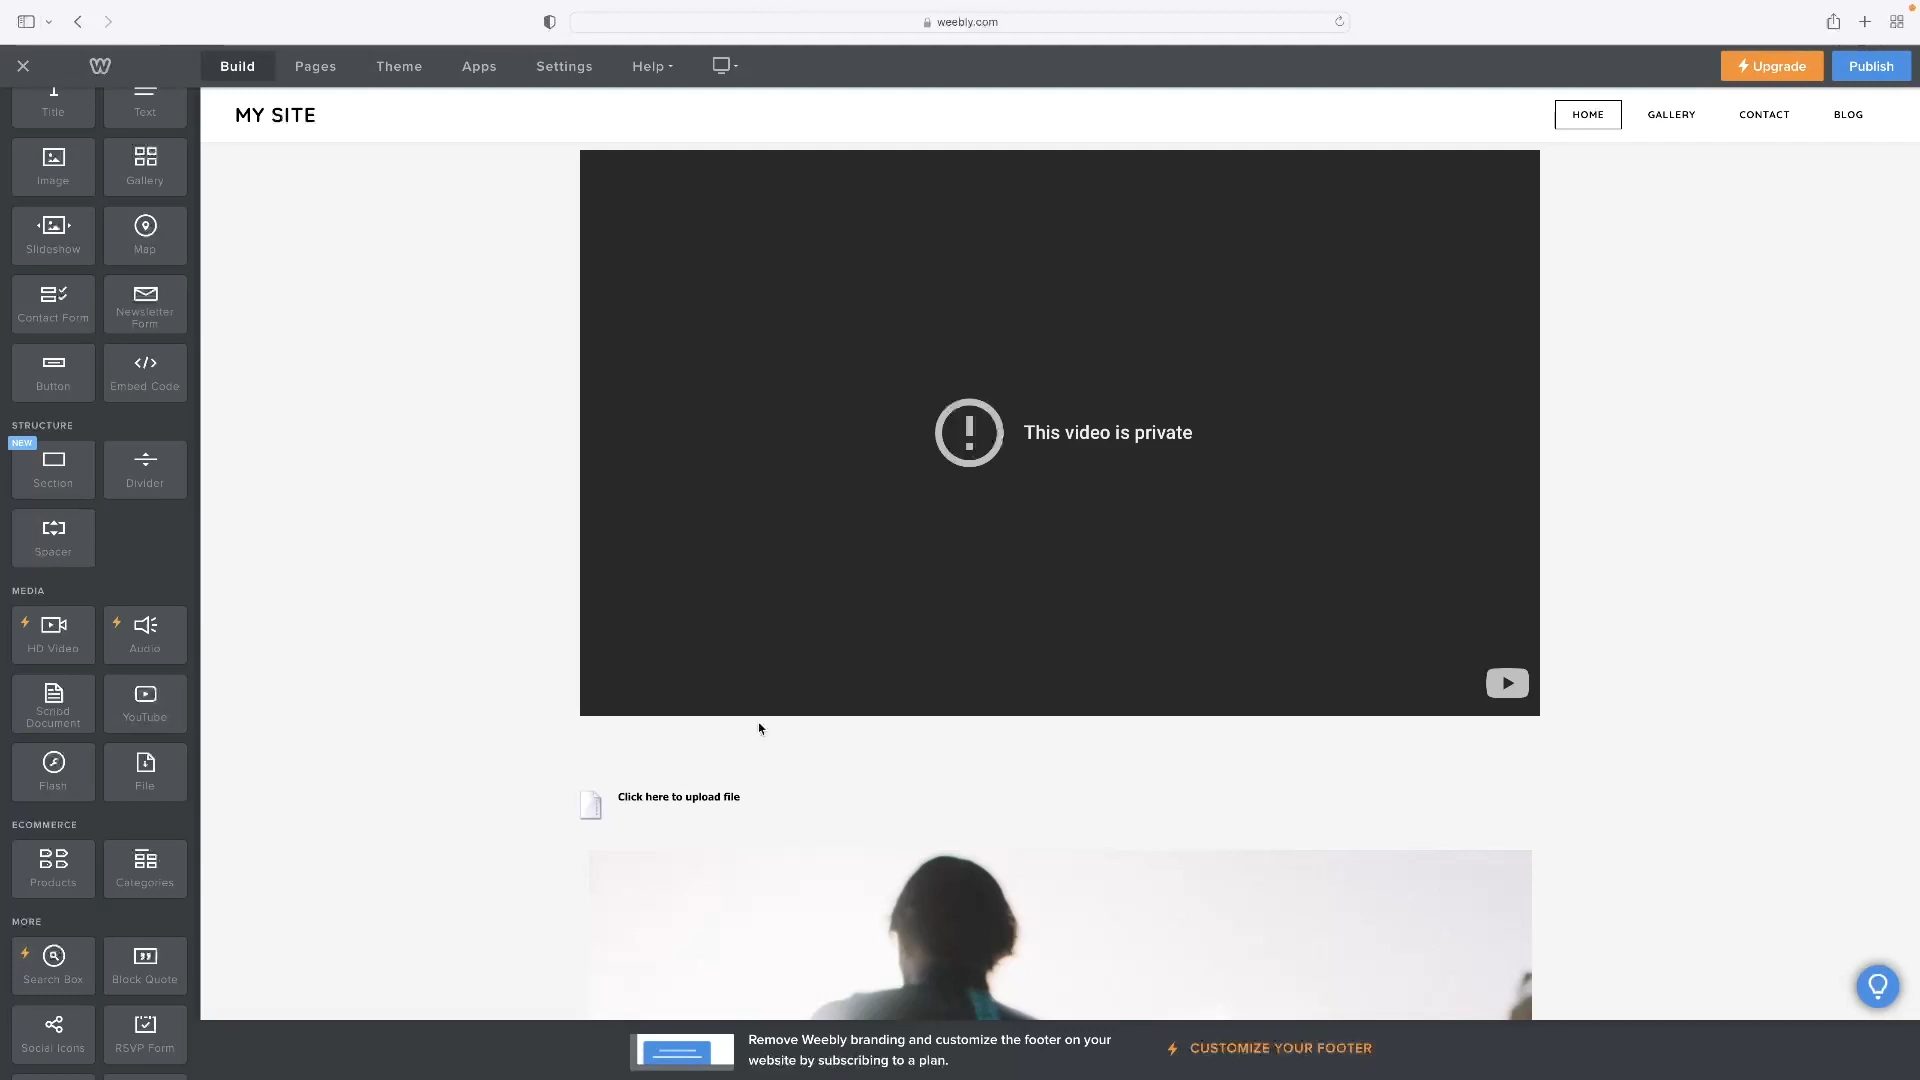 weebly.com
Build
Pages
Theme
Apps
Settings
Help
Upgrade
Publish
MY SITE
HOME
GALLERY
CONTACT
BLOG
Title
Text
Image
Gallery
Slideshow
Map
Contact Form
Newsletter
Form
Button
Embed Code
STRUCTURE
NEW
Section
Divider
Spacer
MEDIA
HD Video
Audio
Scribd
Document
YouTube
Flash
File
ECOMMERCE
Products
Categories
MORE
Search Box
Block Quote
Social Icons
RSVP Form
This video is private
Click here to upload file
Remove Weebly branding and customize the footer on your
website by subscribing to a plan.
CUSTOMIZE YOUR FOOTER